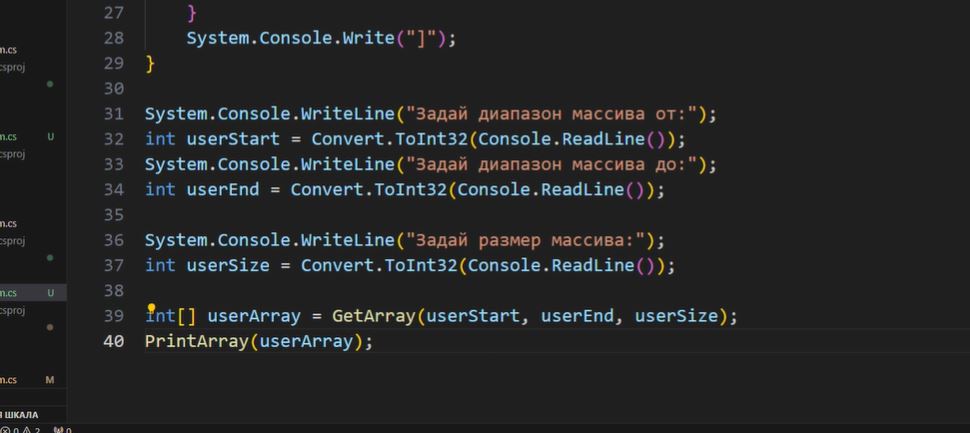 27 }
28 System.Console.Write("]");
29 }
30
31 System.Console.WriteLine("Задай диапазон массива от:");
32 int userStart = Convert.ToInt32(Console.ReadLine());
33 System.Console.WriteLine("Задай диапазон массива до:");
34 int userEnd = Convert.ToInt32(Console.ReadLine());
35
36 System.Console.WriteLine("Задай размер массива:");
37 int userSize = Convert.ToInt32(Console.ReadLine());
38
39 int[] userArray = GetArray(userStart, userEnd, userSize);
40 PrintArray(userArray);
m.cs
csproj
m.cs U
csproj
m.cs
csproj
m.cs U
csproj
m.cs M
ШКАЛА
0 2 0